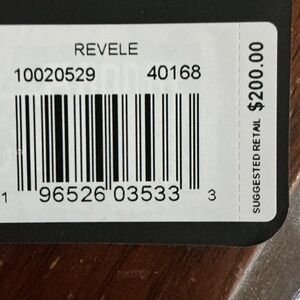 REVELE
10020529 40168
1 96526 03533 3
SUGGESTED RETAIL $200.00